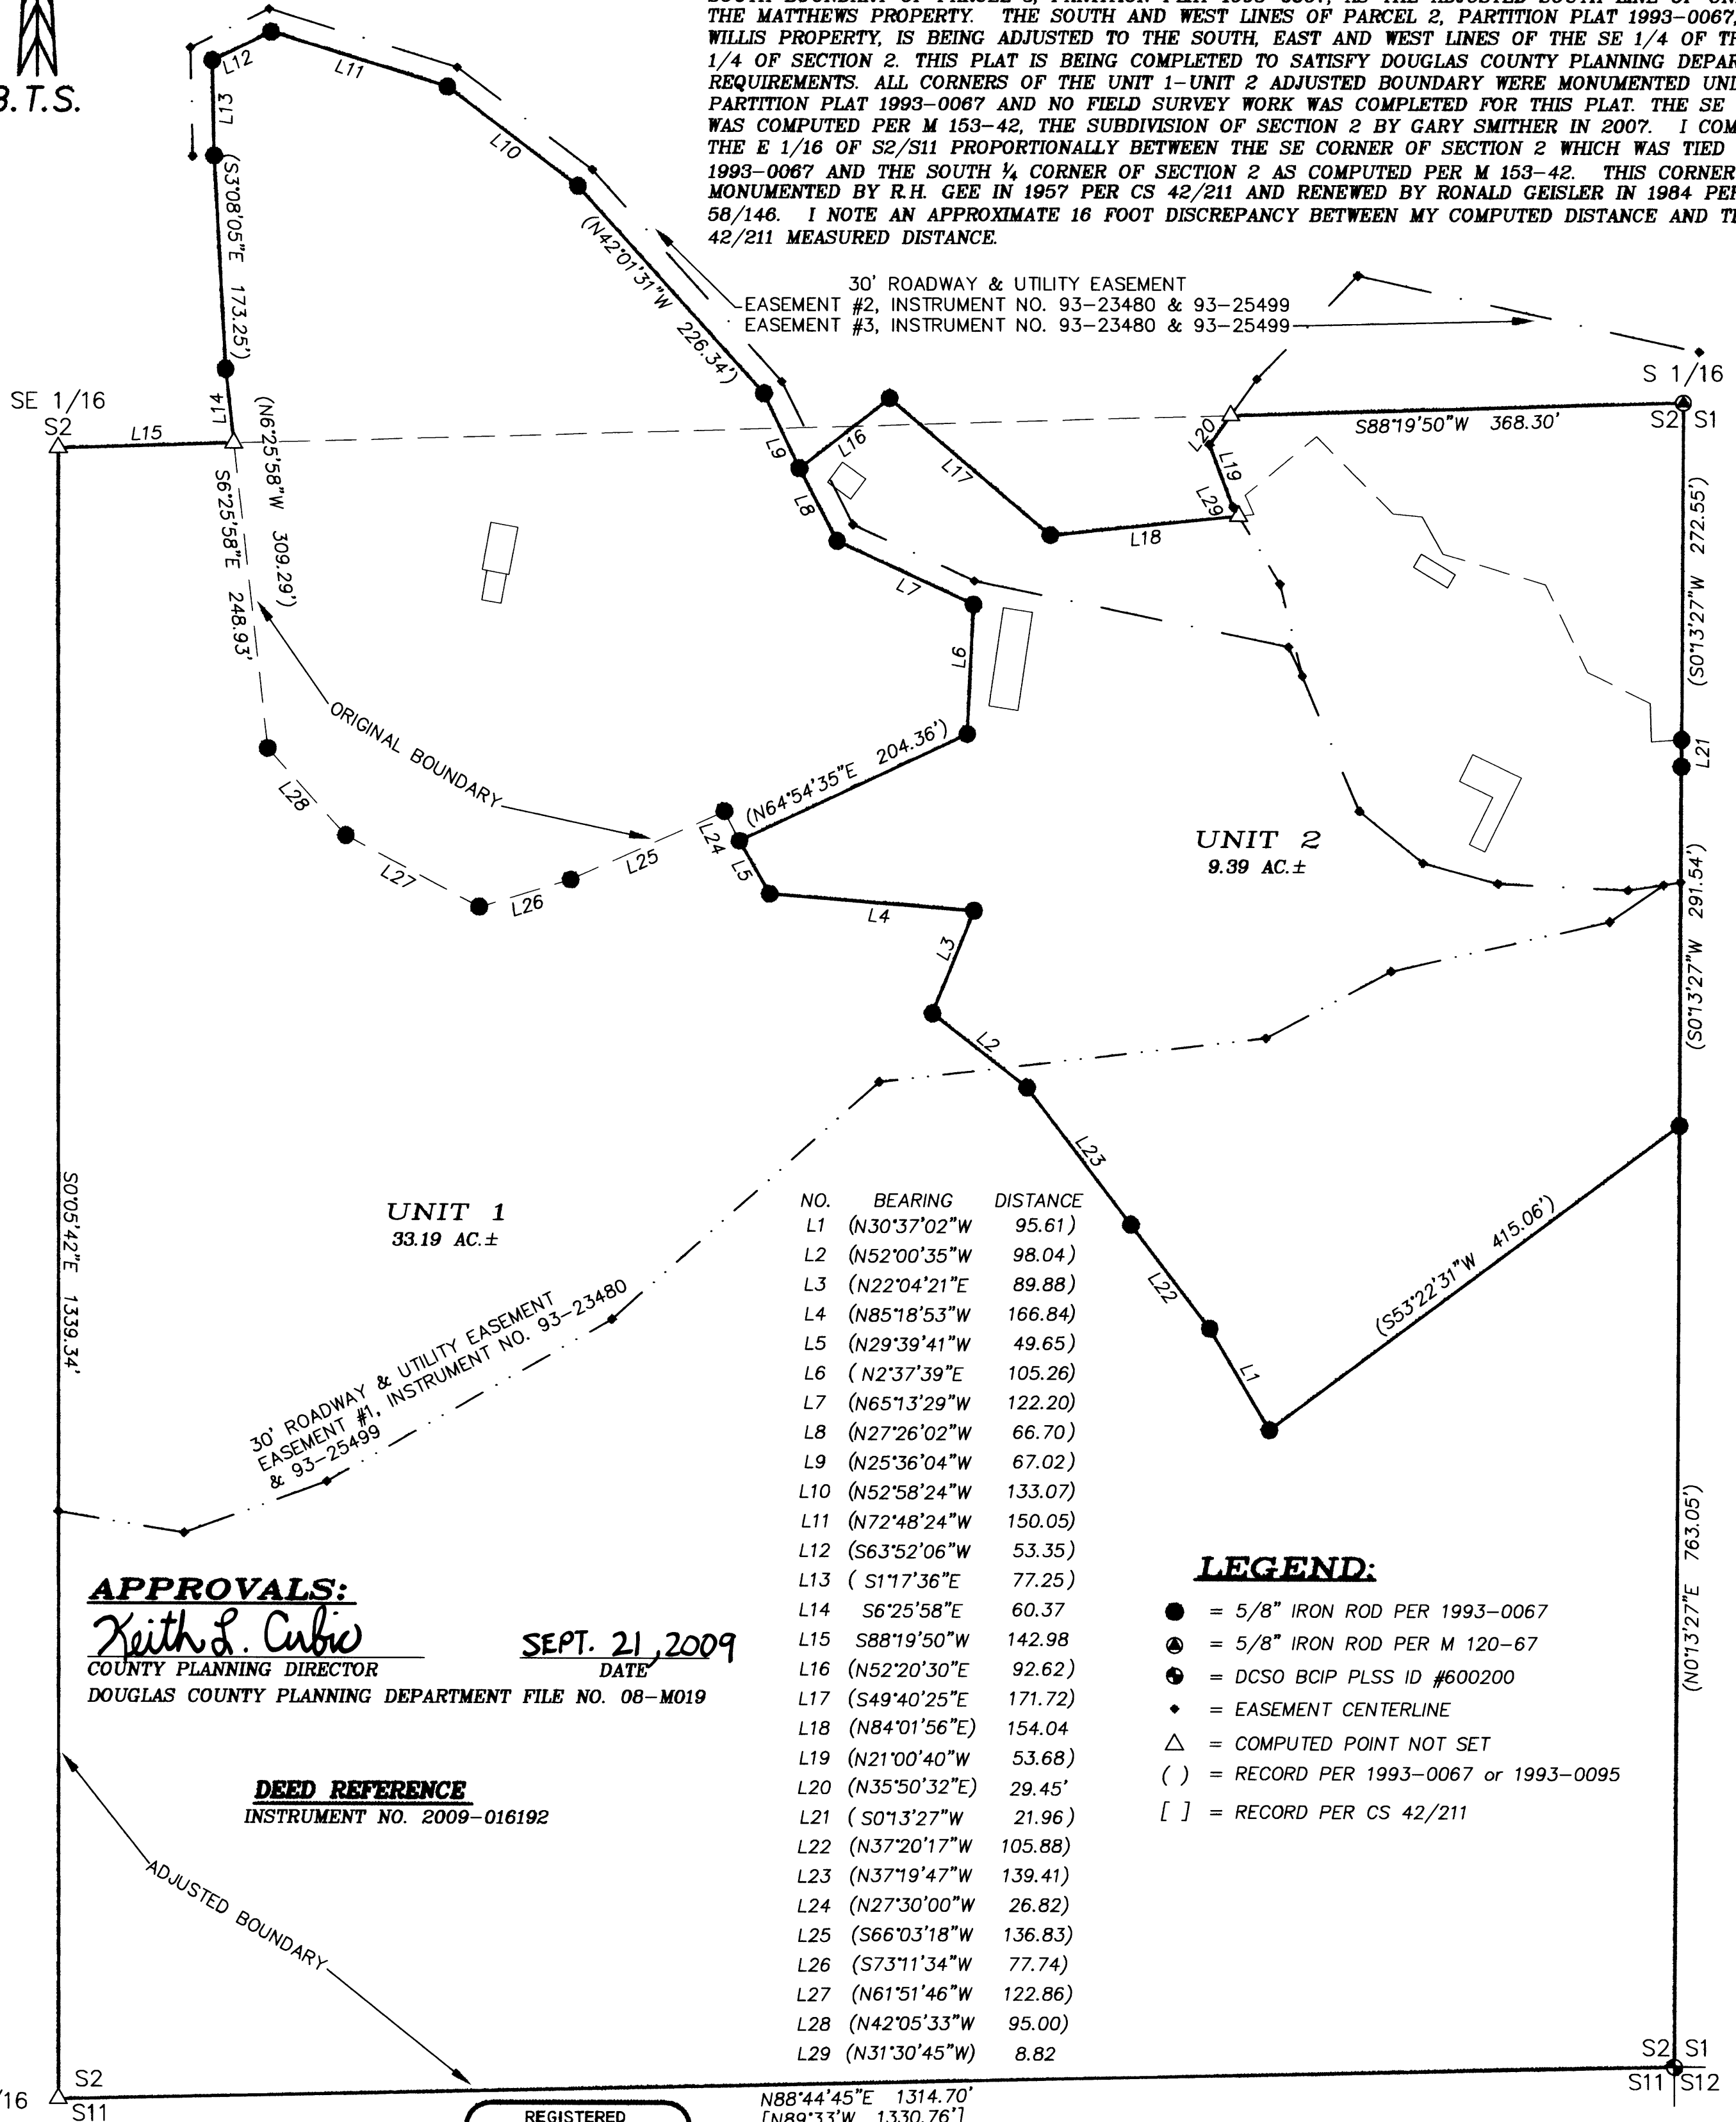 B.T.S.
THE MATTHEWS PROPERTY. THE SOUTH AND WEST LINES OF PARCEL 2, PARTITION PLAT 1993-0067,
WILLIS PROPERTY, IS BEING ADJUSTED TO THE SOUTH, EAST AND WEST LINES OF THE SE 1/4 OF
1/4 OF SECTION 2. THIS PLAT IS BEING COMPLETED TO SATISFY DOUGLAS COUNTY PLANNING
REQUIREMENTS. ALL CORNERS OF THE UNIT 1-UNIT 2 ADJUSTED BOUNDARY WERE MONUMENTED
PARTITION PLAT 1993-0067 AND NO FIELD SURVEY WORK WAS COMPLETED FOR THIS PLAT. THE SE
WAS COMPUTED PER M 153-42, THE SUBDIVISION OF SECTION 2 BY GARY SMITHER IN 2007. I
THE E 1/16 OF S2/S11 PROPORTIONALLY BETWEEN THE SE CORNER OF SECTION 2 WHICH WAS TIED
1993-0067 AND THE SOUTH ¼ CORNER OF SECTION 2 AS COMPUTED PER M 153-42. THIS CORNER
MONUMENTED BY R.H. GEE IN 1957 PER CS 42/211 AND RENEWED BY RONALD GEISLER IN 1984 PER
58/146. I NOTE AN APPROXIMATE 16 FOOT DISCREPANCY BETWEEN MY COMPUTED DISTANCE AND
42/211 MEASURED DISTANCE.
L12
L11
L13
L10
(S3°08'05"E 173.25')
(N42°01'31"W 226.34')
30' ROADWAY & UTILITY EASEMENT
EASEMENT #2, INSTRUMENT NO. 93-23480 & 93-25499
EASEMENT #3, INSTRUMENT NO. 93-23480 & 93-25499
SE 1/16
S2
L15
L14
(N6°25'58"W 309.29')
S6°25'58"E 248.93'
L9
L16
L8
L17
L20
L19
L29
L18
S88°19'50"W 368.30'
S 1/16
S2 S1
(S0°13'27"W 272.55')
L7
L6
L21
ORIGINAL BOUNDARY
L28
L27
L26
L25
L24
(N64°54'35"E 204.36')
L5
L4
L3
L2
UNIT 2
9.39 AC.±
(S0°13'27"W 291.54')
L23
L22
L1
(S53°22'31"W 415.06')
S0°05'42"E 1339.34'
UNIT 1
33.19 AC.±
30' ROADWAY & UTILITY EASEMENT
EASEMENT #1, INSTRUMENT NO. 93-23480
& 93-25499
NO. BEARING DISTANCE
L1 (N30°37'02"W 95.61)
L2 (N52°00'35"W 98.04)
L3 (N22°04'21"E 89.88)
L4 (N85°18'53"W 166.84)
L5 (N29°39'41"W 49.65)
L6 ( N2°37'39"E 105.26)
L7 (N65°13'29"W 122.20)
L8 (N27°26'02"W 66.70)
L9 (N25°36'04"W 67.02)
L10 (N52°58'24"W 133.07)
L11 (N72°48'24"W 150.05)
L12 (S63°52'06"W 53.35)
L13 ( S1°17'36"E 77.25)
L14 S6°25'58"E 60.37
L15 S88°19'50"W 142.98
L16 (N52°20'30"E 92.62)
L17 (S49°40'25"E 171.72)
L18 (N84°01'56"E) 154.04
L19 (N21°00'40"W 53.68)
L20 (N35°50'32"E) 29.45'
L21 ( S0°13'27"W 21.96)
L22 (N37°20'17"W 105.88)
L23 (N37°19'47"W 139.41)
L24 (N27°30'00"W 26.82)
L25 (S66°03'18"W 136.83)
L26 (S73°11'34"W 77.74)
L27 (N61°51'46"W 122.86)
L28 (N42°05'33"W 95.00)
L29 (N31°30'45"W) 8.82
(N0°13'27"E 763.05')
APPROVALS:
Keith L. Cubic
SEPT. 21, 2009
COUNTY PLANNING DIRECTOR
DATE
DOUGLAS COUNTY PLANNING DEPARTMENT FILE NO. 08-M019
DEED REFERENCE
INSTRUMENT NO. 2009-016192
LEGEND:
= 5/8" IRON ROD PER 1993-0067
= 5/8" IRON ROD PER M 120-67
= DCSO BCIP PLSS ID #600200
= EASEMENT CENTERLINE
= COMPUTED POINT NOT SET
( ) = RECORD PER 1993-0067 or 1993-0095
[ ] = RECORD PER CS 42/211
ADJUSTED BOUNDARY
S2
/16 S11
S2 S1
S11 S12
N88°44'45"E 1314.70'
[N89°33'W 1330.76']
REGISTERED